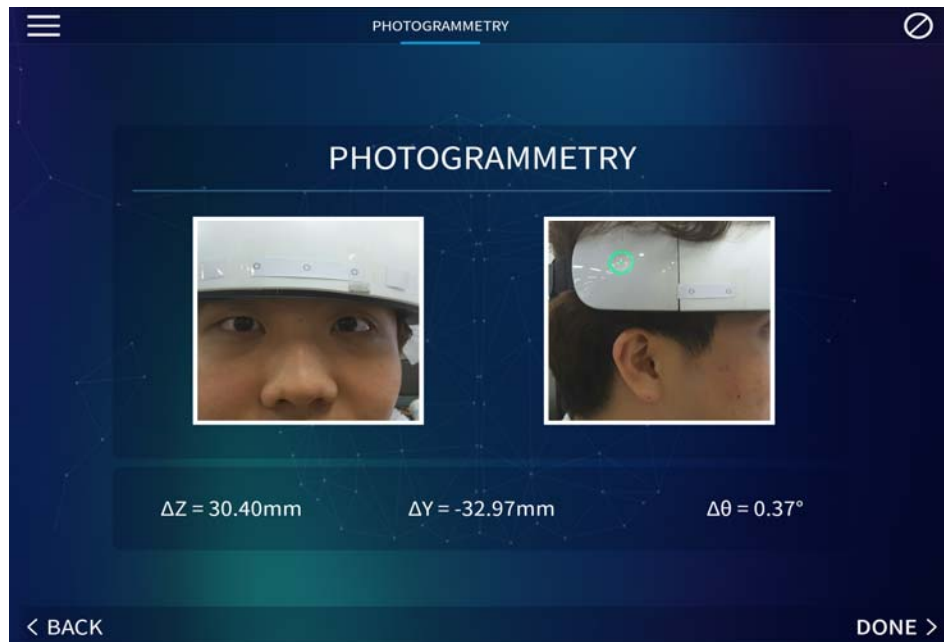 PHOTOGRAMMETRY
PHOTOGRAMMETRY
ΔZ = 30.40mm ΔY = -32.97mm Δθ = 0.37°
< BACK DONE >